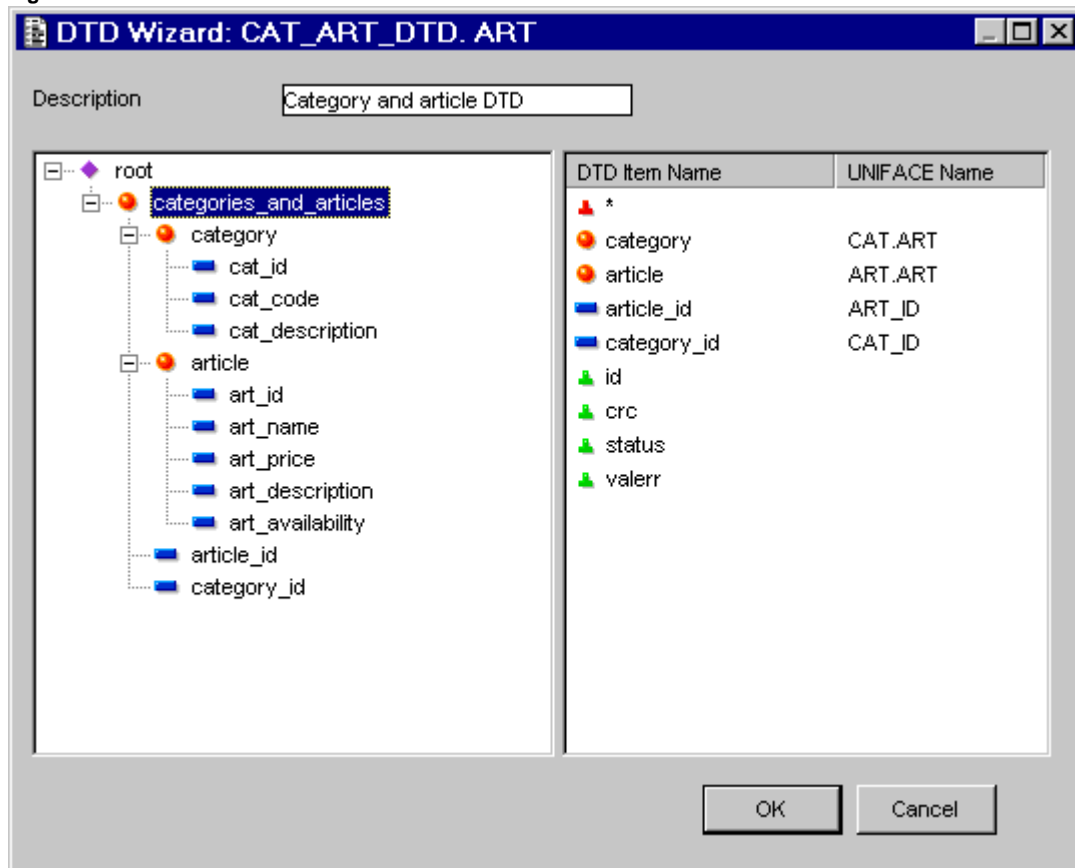 DTD Wizard: CAT_ART_DTD. ART
Description
Category and article DTD
root
categories_and_articles
category
cat_id
cat_code
cat_description
article
art_id
art_name
art_price
art_description
art_availability
article_id
category_id
DTD Item Name UNIFACE Name
*
category CAT.ART
article ART.ART
article_id ART_ID
category_id CAT_ID
id
crc
status
valerr
OK Cancel